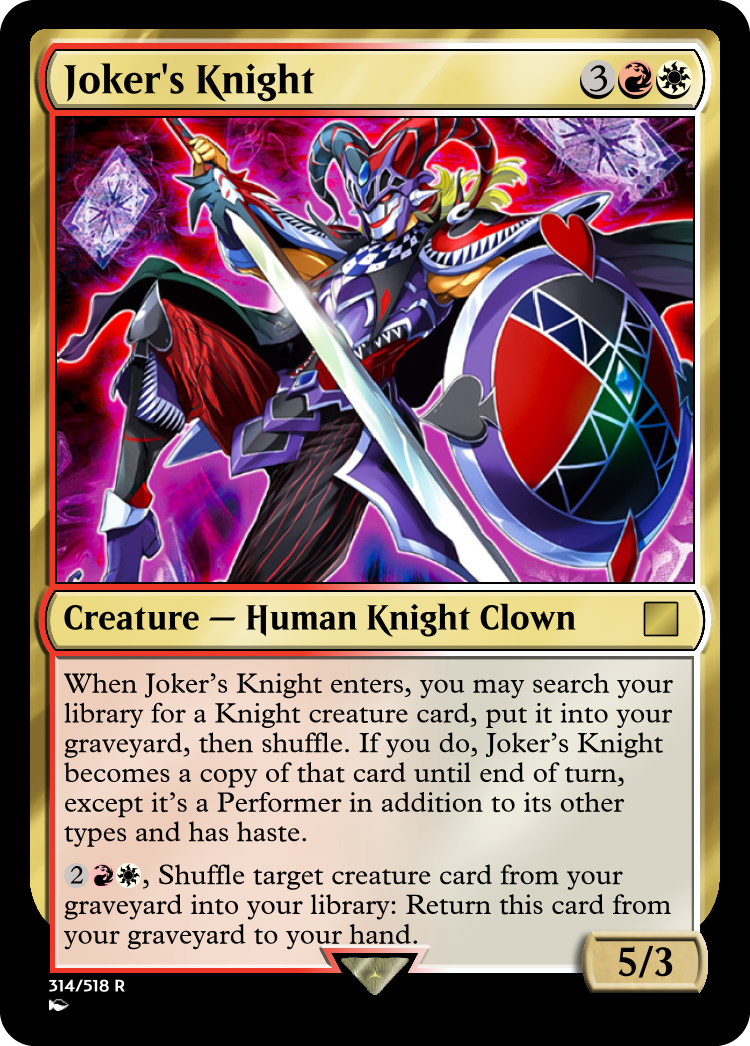 Joker's Knight 3
Creature — Human Knight Clown
When Joker's Knight enters, you may search your
library for a Knight creature card, put it into your
graveyard, then shuffle. If you do, Joker's Knight
becomes a copy of that card until end of turn,
except it's a Performer in addition to its other
types and has haste.
2, Shuffle target creature card from your
graveyard into your library: Return this card from
your graveyard to your hand.
5/3
314/518 R